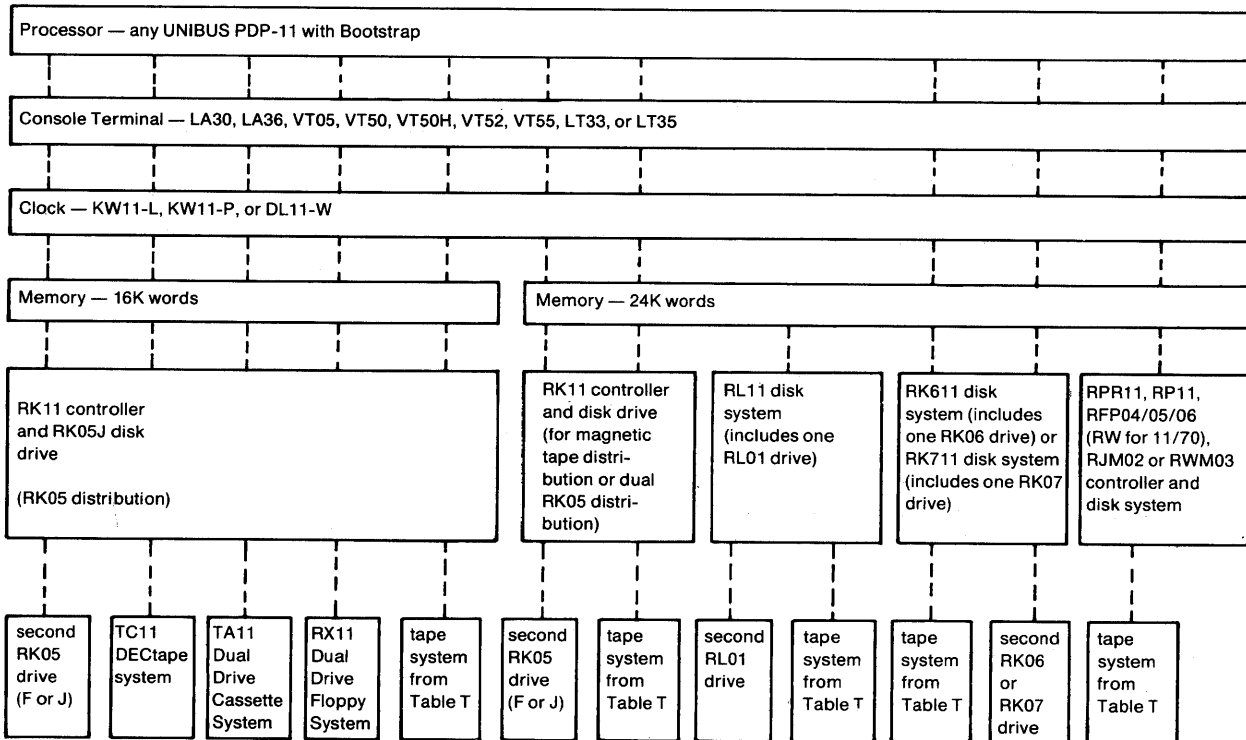 Processor — any UNIBUS PDP-11 with Bootstrap
Console Terminal — LA30, LA36, VT05, VT50, VT50H, VT52, VT55, LT33, or LT35
Clock — KW11-L, KW11-P, or DL11-W
Memory — 16K words
Memory — 24K words
RK11 controller
and RK05J disk
drive
(RK05 distribution)
RK11 controller
and disk drive
(for magnetic
tape distri-
bution or dual
RK05 distri-
bution)
RL11 disk
system
(includes one
RL01 drive)
RK611 disk
system (includes
one RK06 drive) or
RK711 disk system
(includes one RK07
drive)
RPR11, RP11,
RFP04/05/06
(RW for 11/70),
RJM02 or RWM03
controller and
disk system
second
RK05
drive
(F or J)
TC11
DECtape
system
TA11
Dual
Drive
Cassette
System
RX11
Dual
Drive
Floppy
System
tape
system
from
Table T
second
RK05
drive
(F or J)
tape
system
from
Table T
second
RL01
drive
tape
system
from
Table T
tape
system
from
Table T
second
RK06
or
RK07
drive
tape
system
from
Table T